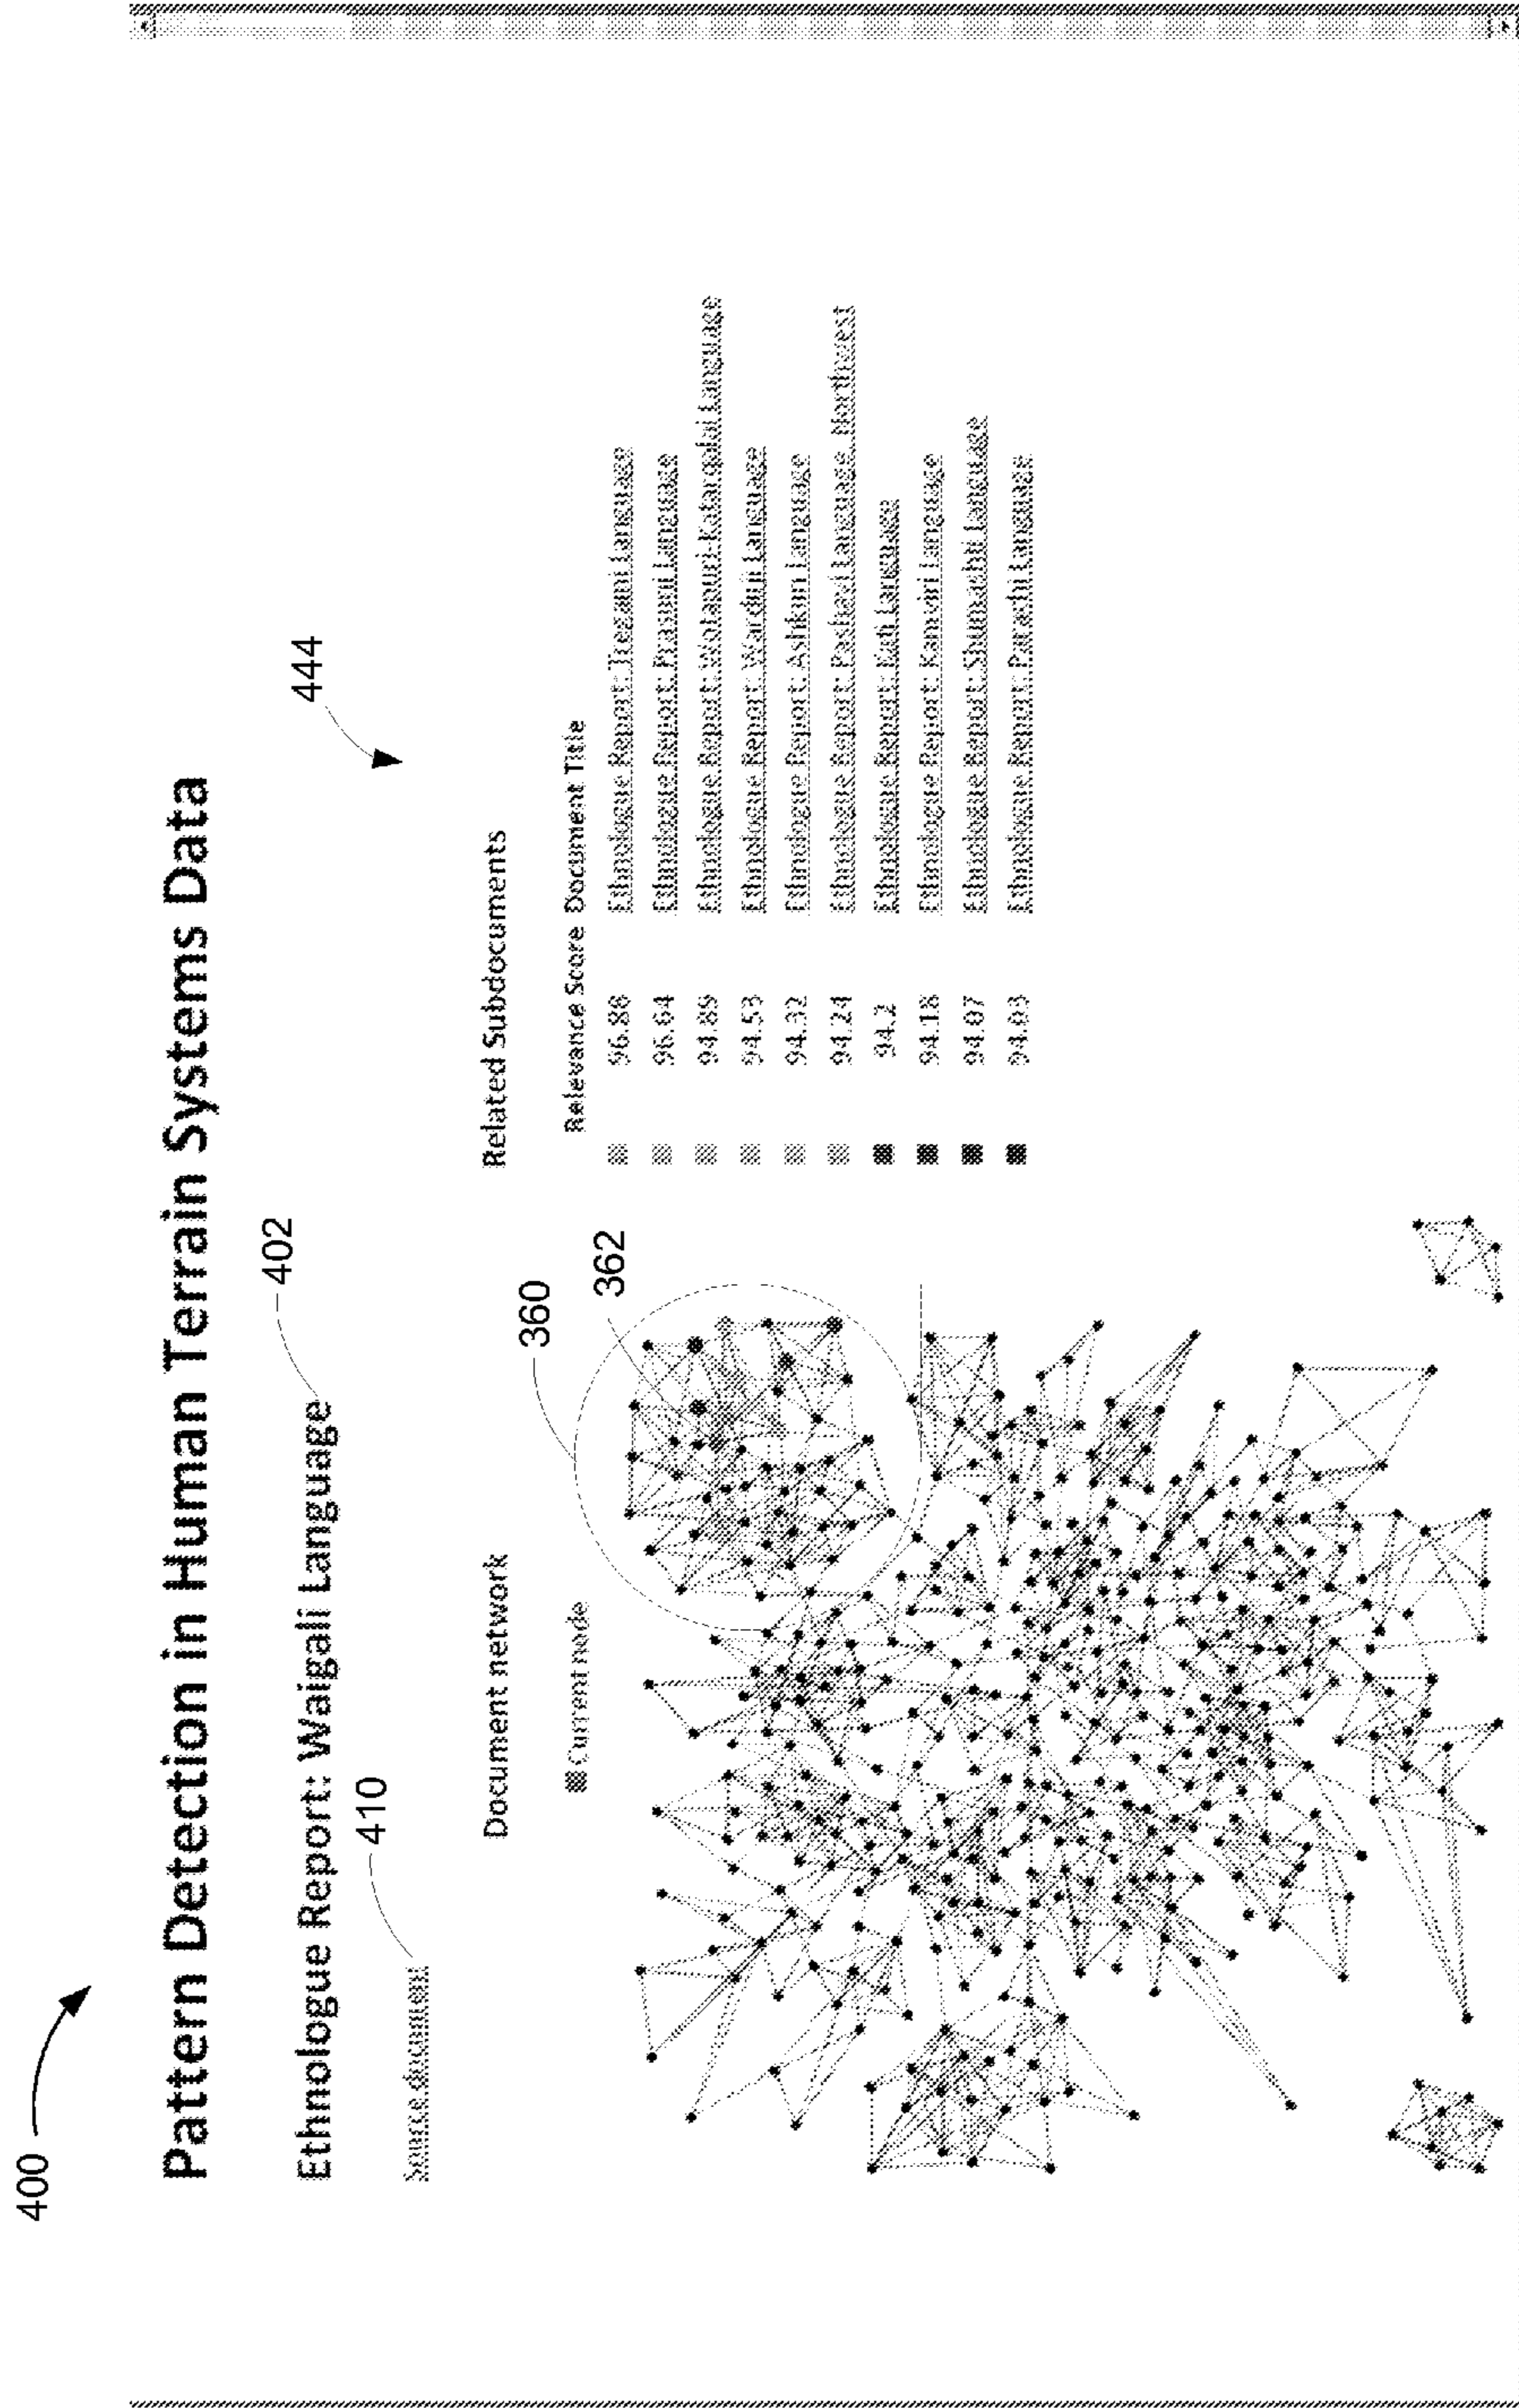 400
Pattern Detection in Human Terrain Systems Data
Ethnologue Report: Waigali Language
402
Source document
410
Document network
Current node
360
362
444
Related Subdocuments
Relevance Score Document Title
96.86 Ethnologue Report: Tregami Language
96.64 Ethnologue Report: Prasuni Language
94.89 Ethnologue Report: Wotapuri-Katarqalai Language
94.53 Ethnologue Report: Warduji Language
94.32 Ethnologue Report: Ashkun Language
94.24 Ethnologue Report: Pashayi Language, Northwest
94.2 Ethnologue Report: Kati Language
94.18 Ethnologue Report: Kamviri Language
94.07 Ethnologue Report: Shumashti Language
94.03 Ethnologue Report: Parachi Language